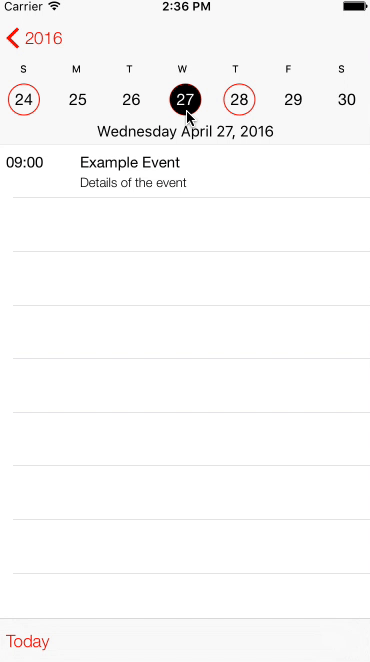 Carrier 2:36 PM
2016
S M T W T F S
24 25 26 27 28 29 30
Wednesday April 27, 2016
09:00 Example Event
Details of the event
Today